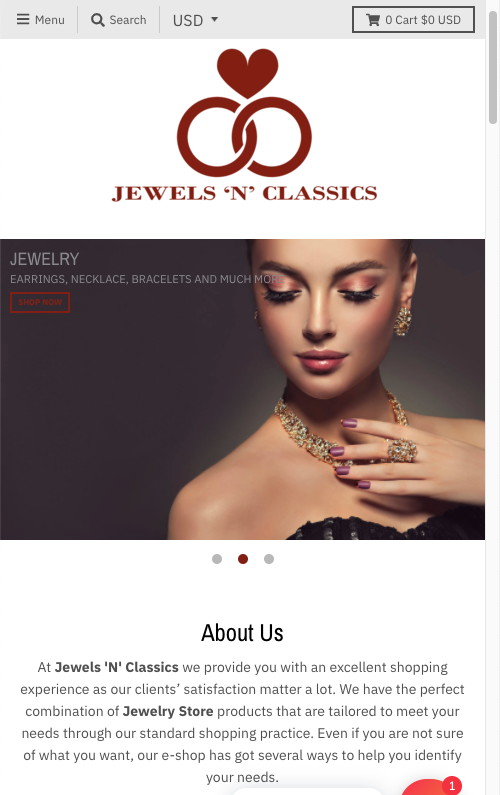 Menu
Search
USD
0 Cart $0 USD
JEWELS ‘N’ CLASSICS
JEWELRY
EARRINGS, NECKLACE, BRACELETS AND MUCH MOR
SHOP NOW
About Us
At Jewels 'N' Classics we provide you with an excellent shopping
experience as our clients’ satisfaction matter a lot. We have the perfect
combination of Jewelry Store products that are tailored to meet your
needs through our standard shopping practice. Even if you are not sure
of what you want, our e-shop has got several ways to help you identify
your needs.
1